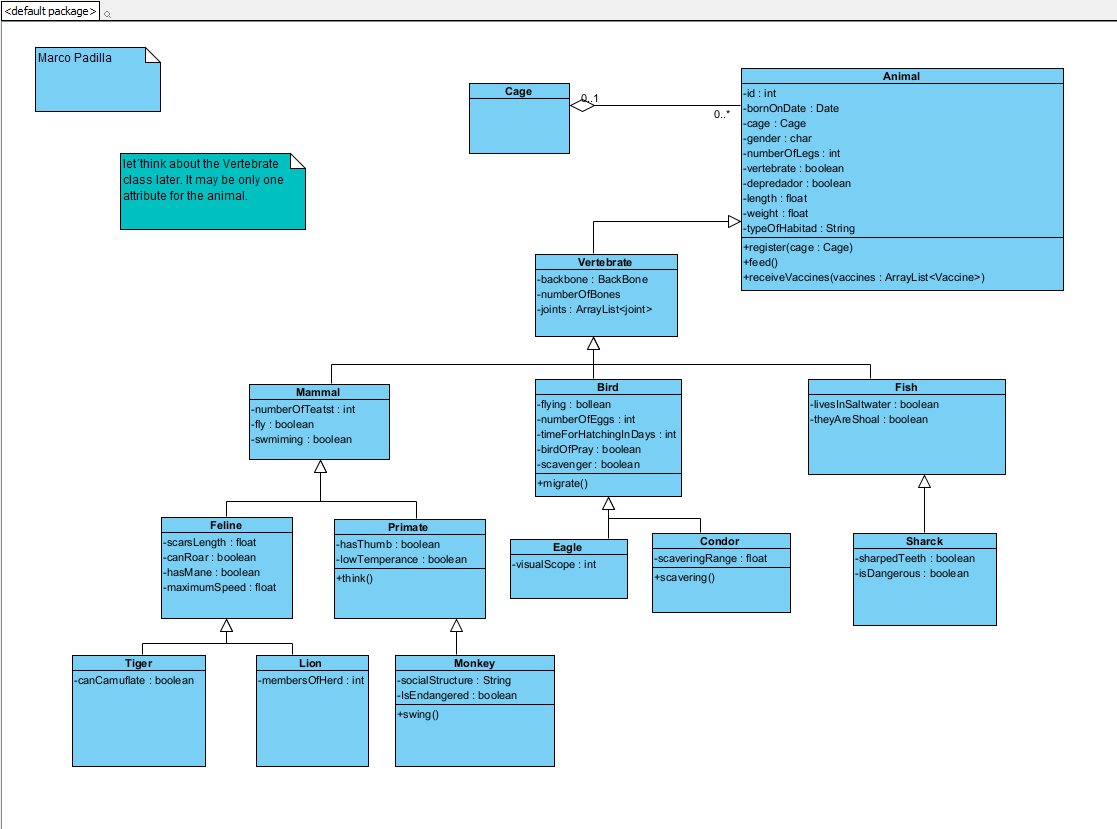 <default package>
Marco Padilla
let´think about the Vertebrate
class later. It may be only one
attribute for the animal.
Cage
0..1
0..*
Animal
-id : int
-bornOnDate : Date
-cage : Cage
-gender : char
-numberOfLegs : int
-vertebrate : boolean
-depredador : boolean
-length : float
-weight : float
-typeOfHabitad : String
+register(cage : Cage)
+feed()
+receiveVaccines(vaccines : ArrayList<Vaccine>)
Vertebrate
-backbone : BackBone
-numberOfBones
-joints : ArrayList<joint>
Mammal
-numberOfTeatst : int
-fly : boolean
-swmiming : boolean
Bird
-flying : bollean
-numberOfEggs : int
-timeForHatchingInDays : int
-birdOfPray : boolean
-scavenger : boolean
+migrate()
Fish
-livesInSaltwater : boolean
-theyAreShoal : boolean
Feline
-scarsLength : float
-canRoar : boolean
-hasMane : boolean
-maximumSpeed : float
Primate
-hasThumb : boolean
-lowTemperance : boolean
+think()
Eagle
-visualScope : int
Condor
-scaveringRange : float
+scavering()
Sharck
-sharpedTeeth : boolean
-isDangerous : boolean
Tiger
-canCamuflate : boolean
Lion
-membersOfHerd : int
Monkey
-socialStructure : String
-IsEndangered : boolean
+swing()